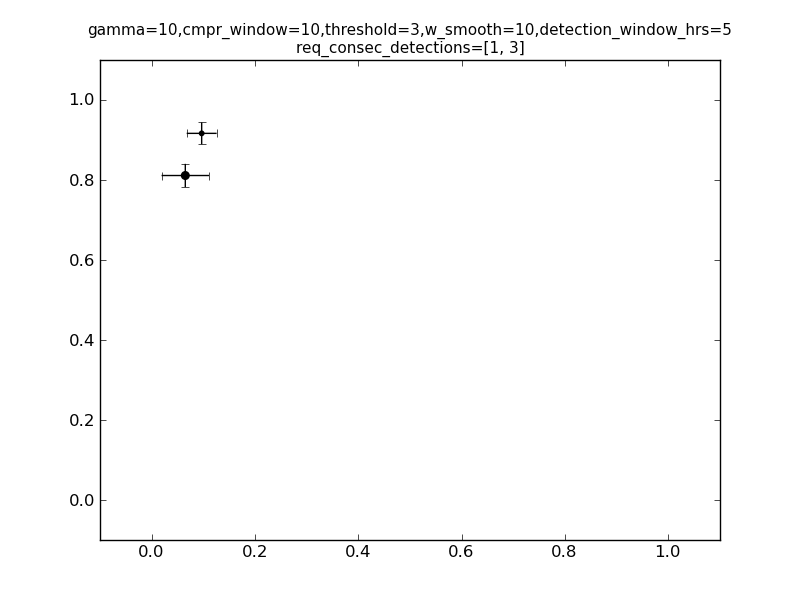 gamma=10,cmpr_window=10,threshold=3,w_smooth=10,detection_window_hrs=5
req_consec_detections=[1, 3]
1.0
0.8
0.6
0.4
0.2
0.0
0.0 0.2 0.4 0.6 0.8 1.0